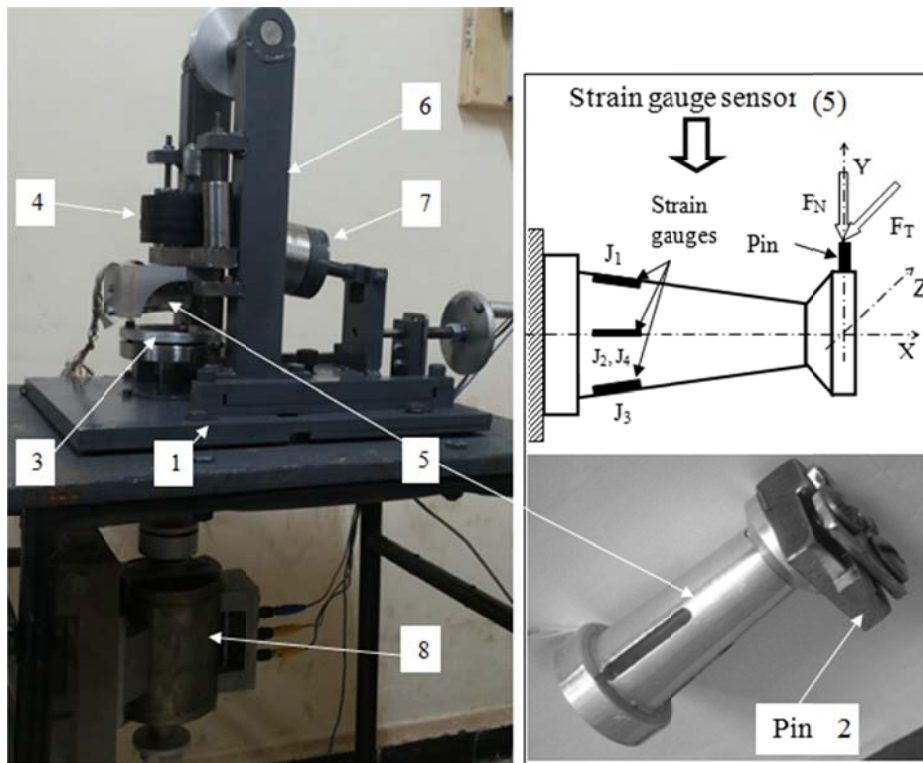 6
4
7
3
1
5
8
Strain gauge sensor (5)
Y
F_N
F_T
Strain
gauges
Pin
J_1
Z
X
J_2, J_4
J_3
Pin 2